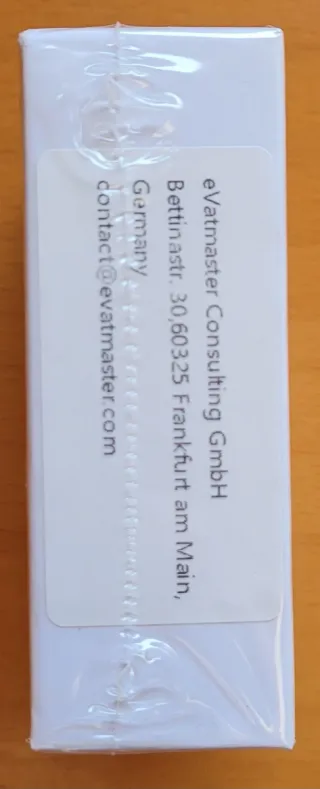 eVatmaster Consulting GmbH
Bettinastr. 30,60325 Frankfurt am Main,
Germany
contact@evatmaster.com